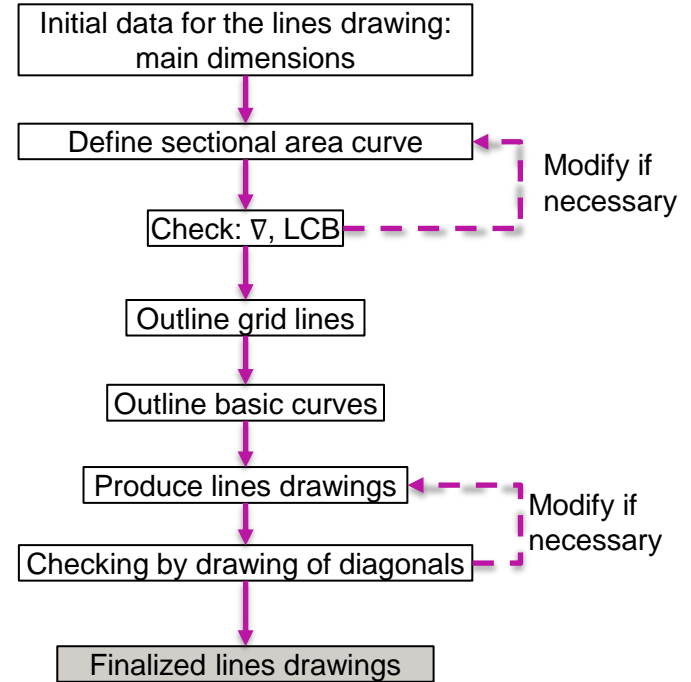 Initial data for the lines drawing:
main dimensions
Define sectional area curve
Modify if
necessary
Check: ∇, LCB
Outline grid lines
Outline basic curves
Produce lines drawings
Modify if
necessary
Checking by drawing of diagonals
Finalized lines drawings